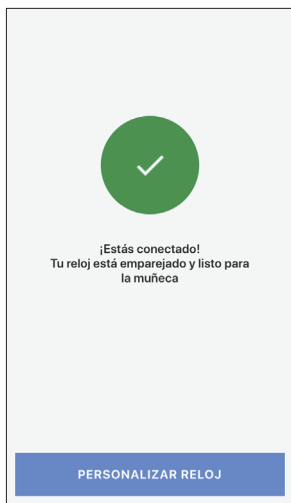 ¡Estás conectado!
Tu reloj está emparejado y listo para
la muñeca
PERSONALIZAR RELOJ